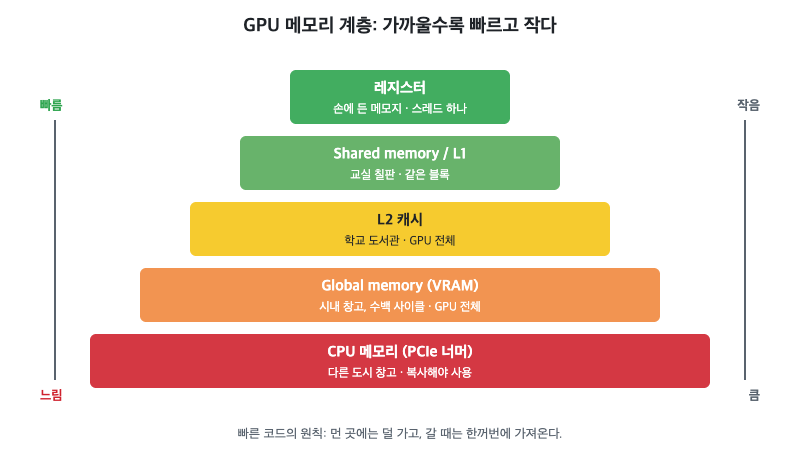 GPU 메모리 계층: 가까울수록 빠르고 작다
빠름
작음
레지스터
손에 든 메모지 · 스레드 하나
Shared memory / L1
교실 칠판 · 같은 블록
L2 캐시
학교 도서관 · GPU 전체
Global memory (VRAM)
시내 창고, 수백 사이클 · GPU 전체
CPU 메모리 (PCIe 너머)
다른 도시 창고 · 복사해야 사용
느림
큼
빠른 코드의 원칙: 먼 곳에는 덜 가고, 갈 때는 한꺼번에 가져온다.